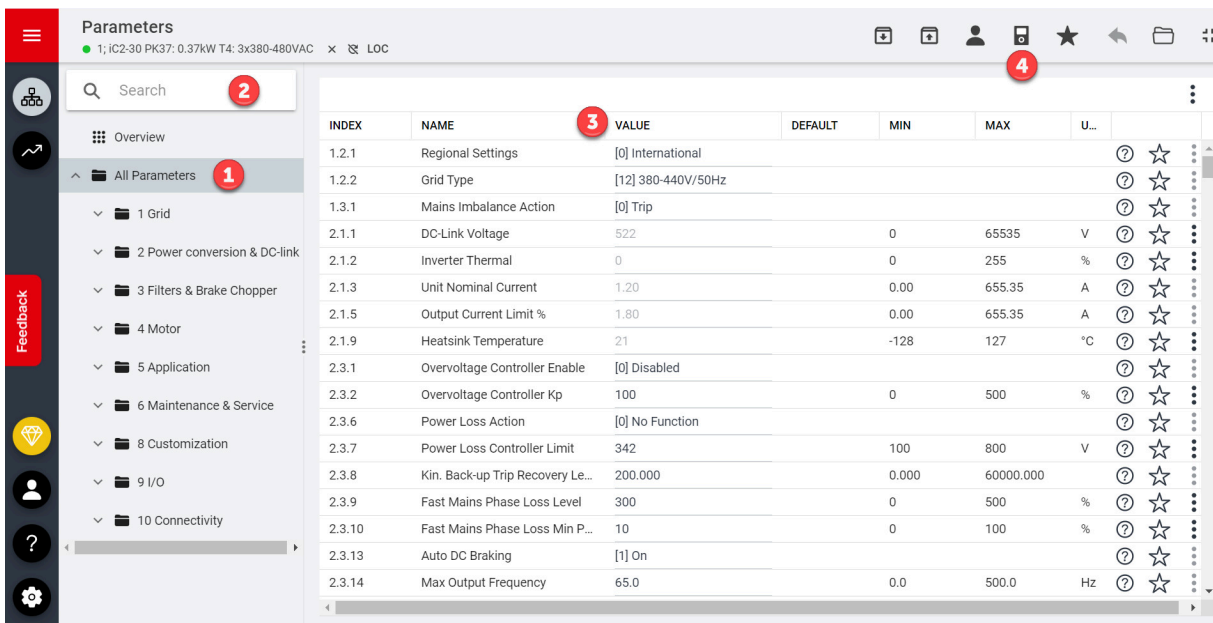 Parameters
1; iC2-30 PK37: 0.37kW T4: 3x380-480VAC LOC
4
Search 2
Overview
All Parameters 1
1 Grid
2 Power conversion & DC-link
3 Filters & Brake Chopper
4 Motor
5 Application
6 Maintenance & Service
8 Customization
9 I/O
10 Connectivity
Feedback
?
3
INDEX NAME VALUE DEFAULT MIN MAX U...
1.2.1 Regional Settings [0] International ?
1.2.2 Grid Type [12] 380-440V/50Hz ?
1.3.1 Mains Imbalance Action [0] Trip ?
2.1.1 DC-Link Voltage 522 0 65535 V ?
2.1.2 Inverter Thermal 0 0 255 % ?
2.1.3 Unit Nominal Current 1.20 0.00 655.35 A ?
2.1.5 Output Current Limit % 1.80 0.00 655.35 A ?
2.1.9 Heatsink Temperature 21 -128 127 °C ?
2.3.1 Overvoltage Controller Enable [0] Disabled ?
2.3.2 Overvoltage Controller Kp 100 0 500 % ?
2.3.6 Power Loss Action [0] No Function ?
2.3.7 Power Loss Controller Limit 342 100 800 V ?
2.3.8 Kin. Back-up Trip Recovery Le... 200.000 0.000 60000.000 ?
2.3.9 Fast Mains Phase Loss Level 300 0 500 % ?
2.3.10 Fast Mains Phase Loss Min P... 10 0 100 % ?
2.3.13 Auto DC Braking [1] On ?
2.3.14 Max Output Frequency 65.0 0.0 500.0 Hz ?